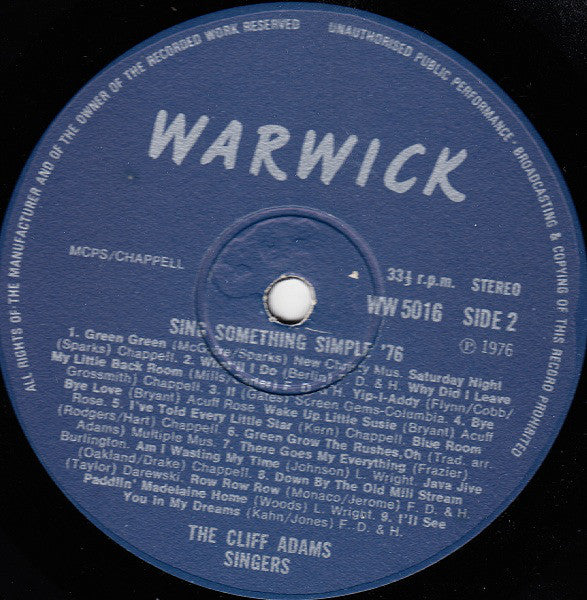 ALL RIGHTS OF THE MANUFACTURER AND OF THE OWNER OF THE RECORDED WORK RESERVED
UNAUTHORISED PUBLIC PERFORMANCE · BROADCASTING & COPYING OF THIS RECORD PROHIBITED
WARWICK
MCPS/CHAPPELL
33⅓ r.p.m. STEREO
WW 5016 SIDE 2
SING SOMETHING SIMPLE '76
℗ 1976
1. Green Green (McGuire/Sparks) New Christy Mus. Saturday Night
(Sparks) Chappell. 2. What'll I Do (Berlin) F. D. & H. Why Did I Leave
My Little Back Room (Mills) F. D. & H. Yip-I-Addy (Flynn/Cobb/
Grossmith) Chappell. 3. If (Gates) Screen Gems-Columbia. 4. Bye
Bye Love (Bryant) Acuff Rose. Wake Up Little Susie (Bryant) Acuff
Rose. 5. I've Told Every Little Star (Kern) Chappell. Blue Room
(Rodgers/Hart) Chappell. 6. Green Grow The Rushes, Oh (Trad. arr.
Adams) Multiple Mus. 7. There Goes My Everything (Frazier)
Burlington. Am I Wasting My Time (Johnson) L. Wright. Java Jive
(Oakland/Drake) Chappell. 8. Down By The Old Mill Stream
(Taylor) Darewski. Row Row Row (Monaco/Jerome) F. D. & H.
Paddlin' Madelaine Home (Woods) L. Wright. 9. I'll See
You In My Dreams (Kahn/Jones) F. D. & H.
THE CLIFF ADAMS
SINGERS